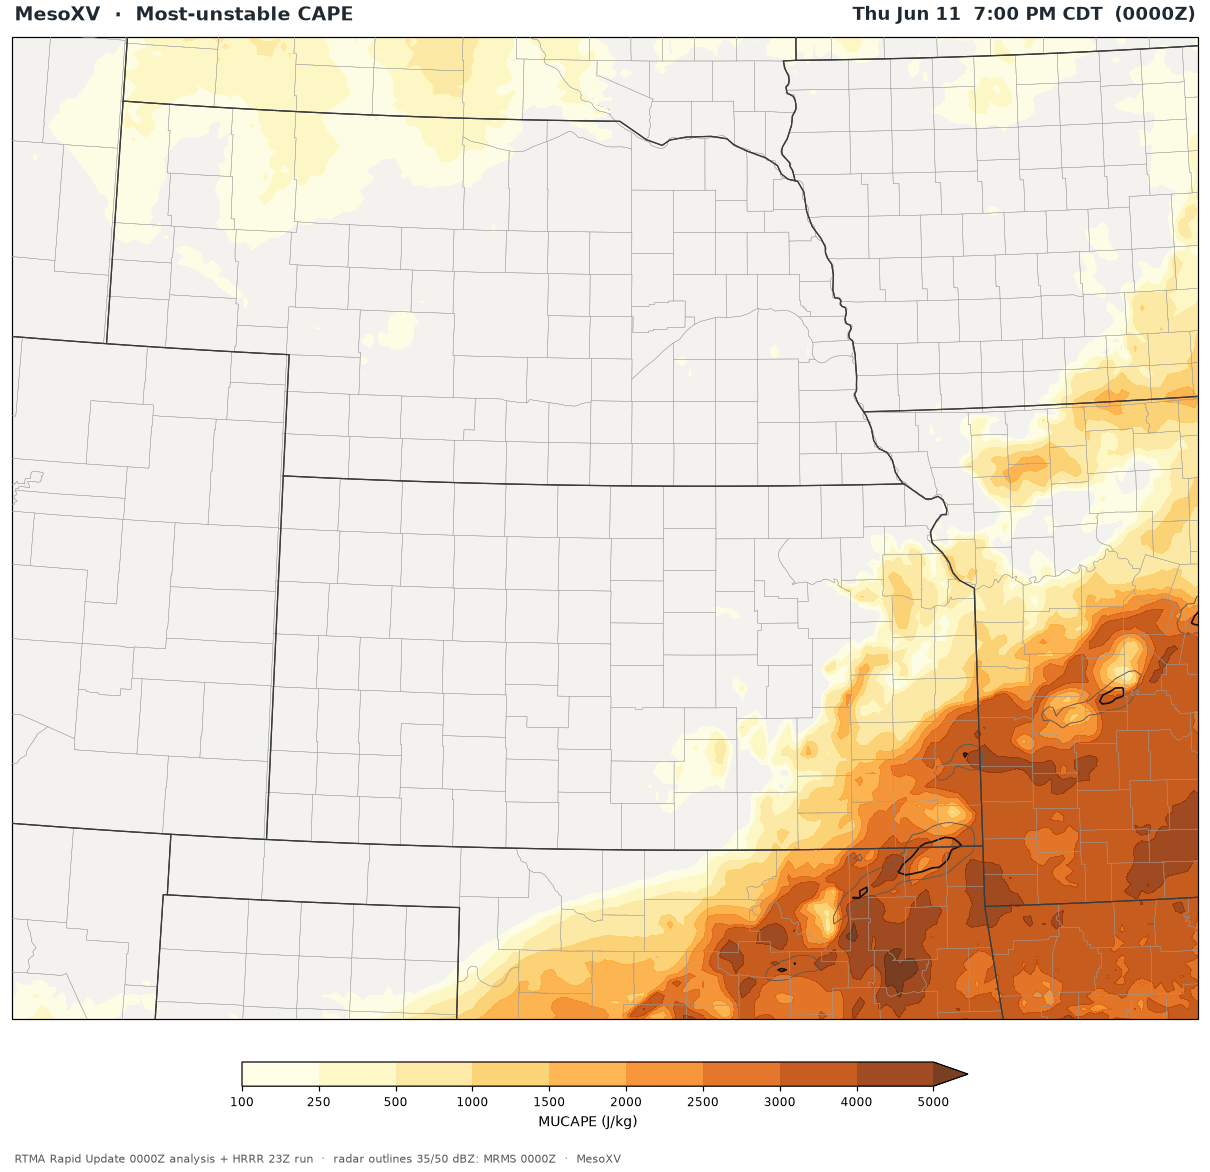 MesoXV · Most-unstable CAPE
Thu Jun 11 7:00 PM CDT (0000Z)
100 250 500 1000 1500 2000 2500 3000 4000 5000
MUCAPE (J/kg)
RTMA Rapid Update 0000Z analysis + HRRR 23Z run · radar outlines 35/50 dBZ: MRMS 0000Z · MesoXV